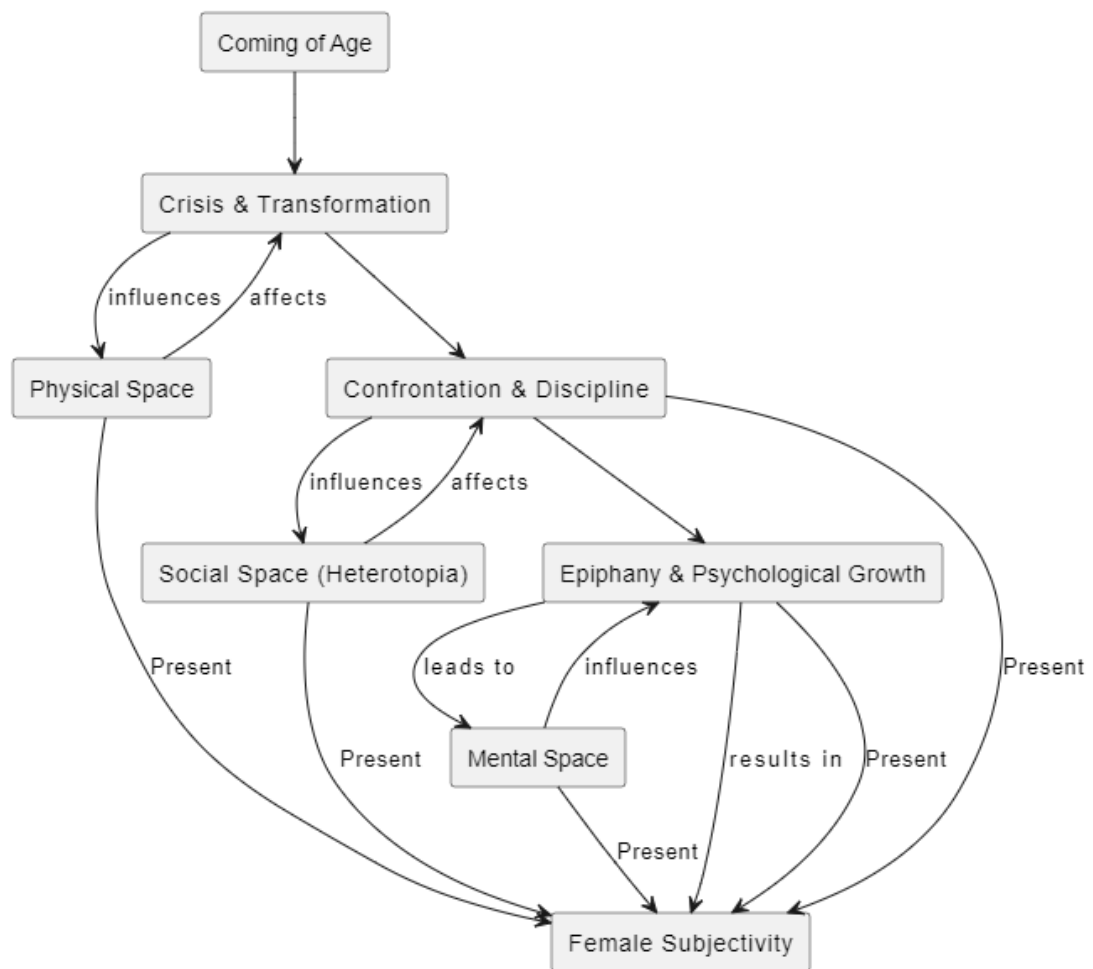 Coming of Age
Crisis & Transformation
influences
affects
Physical Space
Confrontation & Discipline
influences
affects
Social Space (Heterotopia)
Epiphany & Psychological Growth
Present
leads to
influences
Present
Present
Mental Space
results in
Present
Present
Female Subjectivity